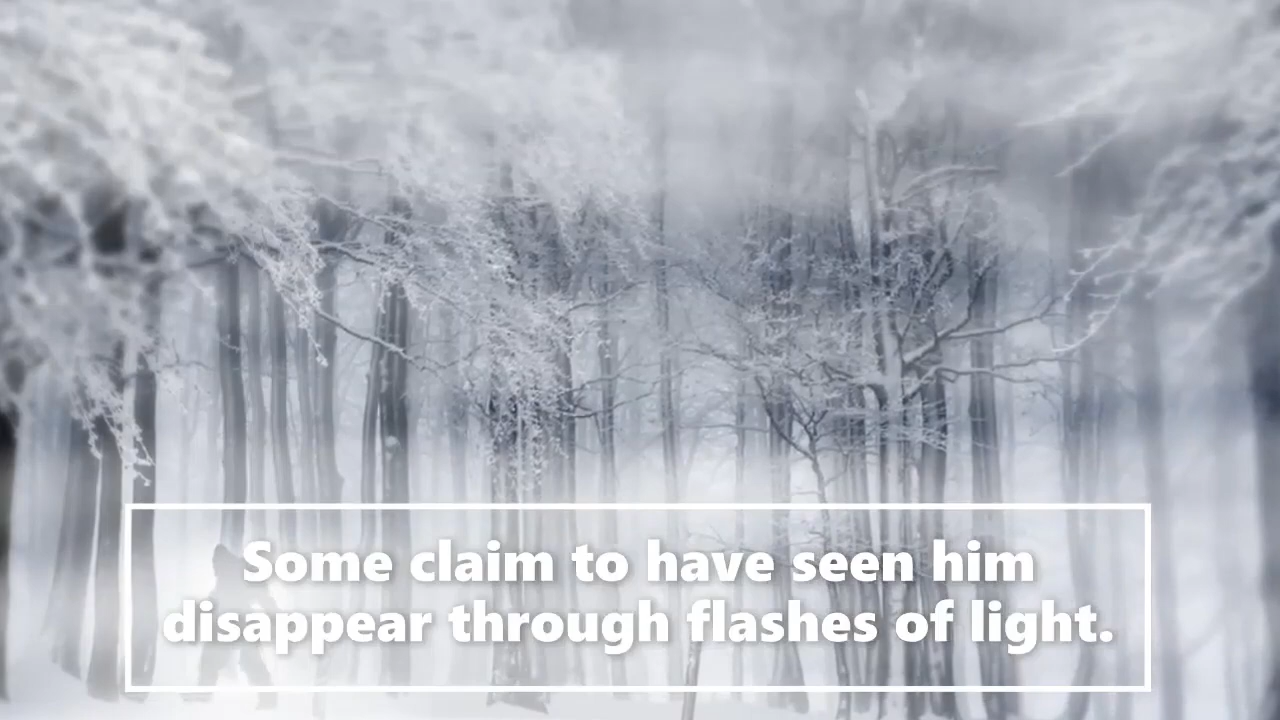 Some claim to have seen him
disappear through flashes of light.